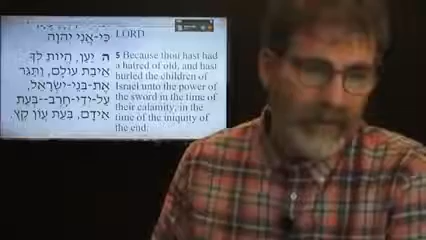 כִּי-אֲנִי יְהוָה
ה יַעַן, הֱיוֹת לְךָ
אֵיבַת עוֹלָם, וַתַּגֵּר
אֶת-בְּנֵי-יִשְׂרָאֵל,
עַל-יְדֵי-חָרֶב--בְּעֵת
אֵידָם, בְּעֵת עֲוֺן קֵץ.
LORD
5 Because thou hast had
a hatred of old, and hast
hurled the children of
Israel unto the power of
the sword in the time of
their calamity, in the
time of the iniquity of
the end.